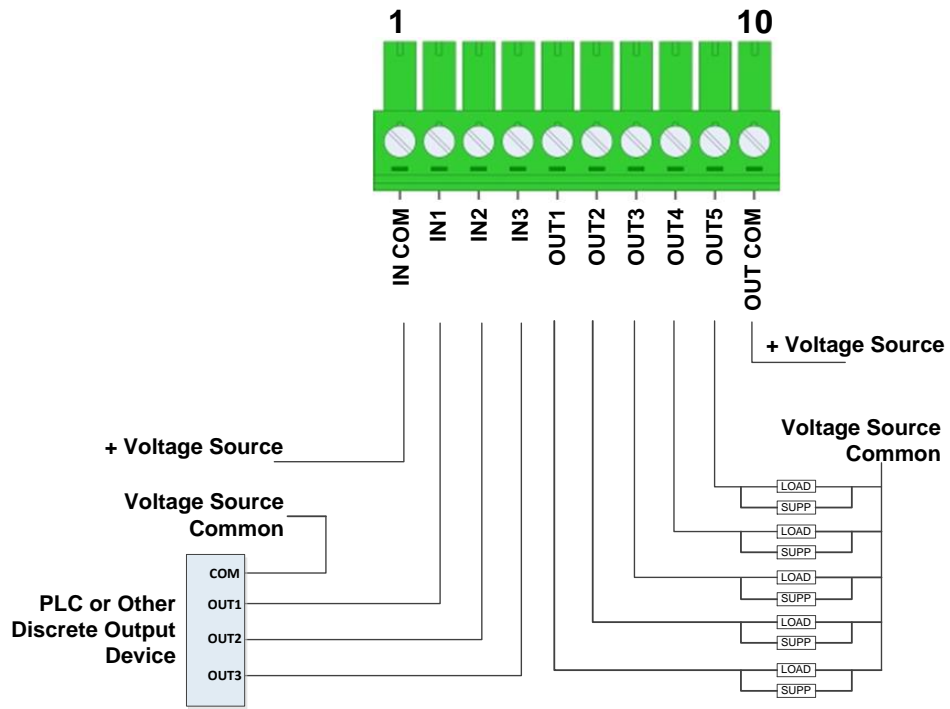 1
10
IN COM
IN1
IN2
IN3
OUT1
OUT2
OUT3
OUT4
OUT5
OUT COM
+ Voltage Source
+ Voltage Source
Voltage Source
Common
Voltage Source
Common
PLC or Other
Discrete Output
Device
COM
OUT1
OUT2
OUT3
LOAD
SUPP
LOAD
SUPP
LOAD
SUPP
LOAD
SUPP
LOAD
SUPP